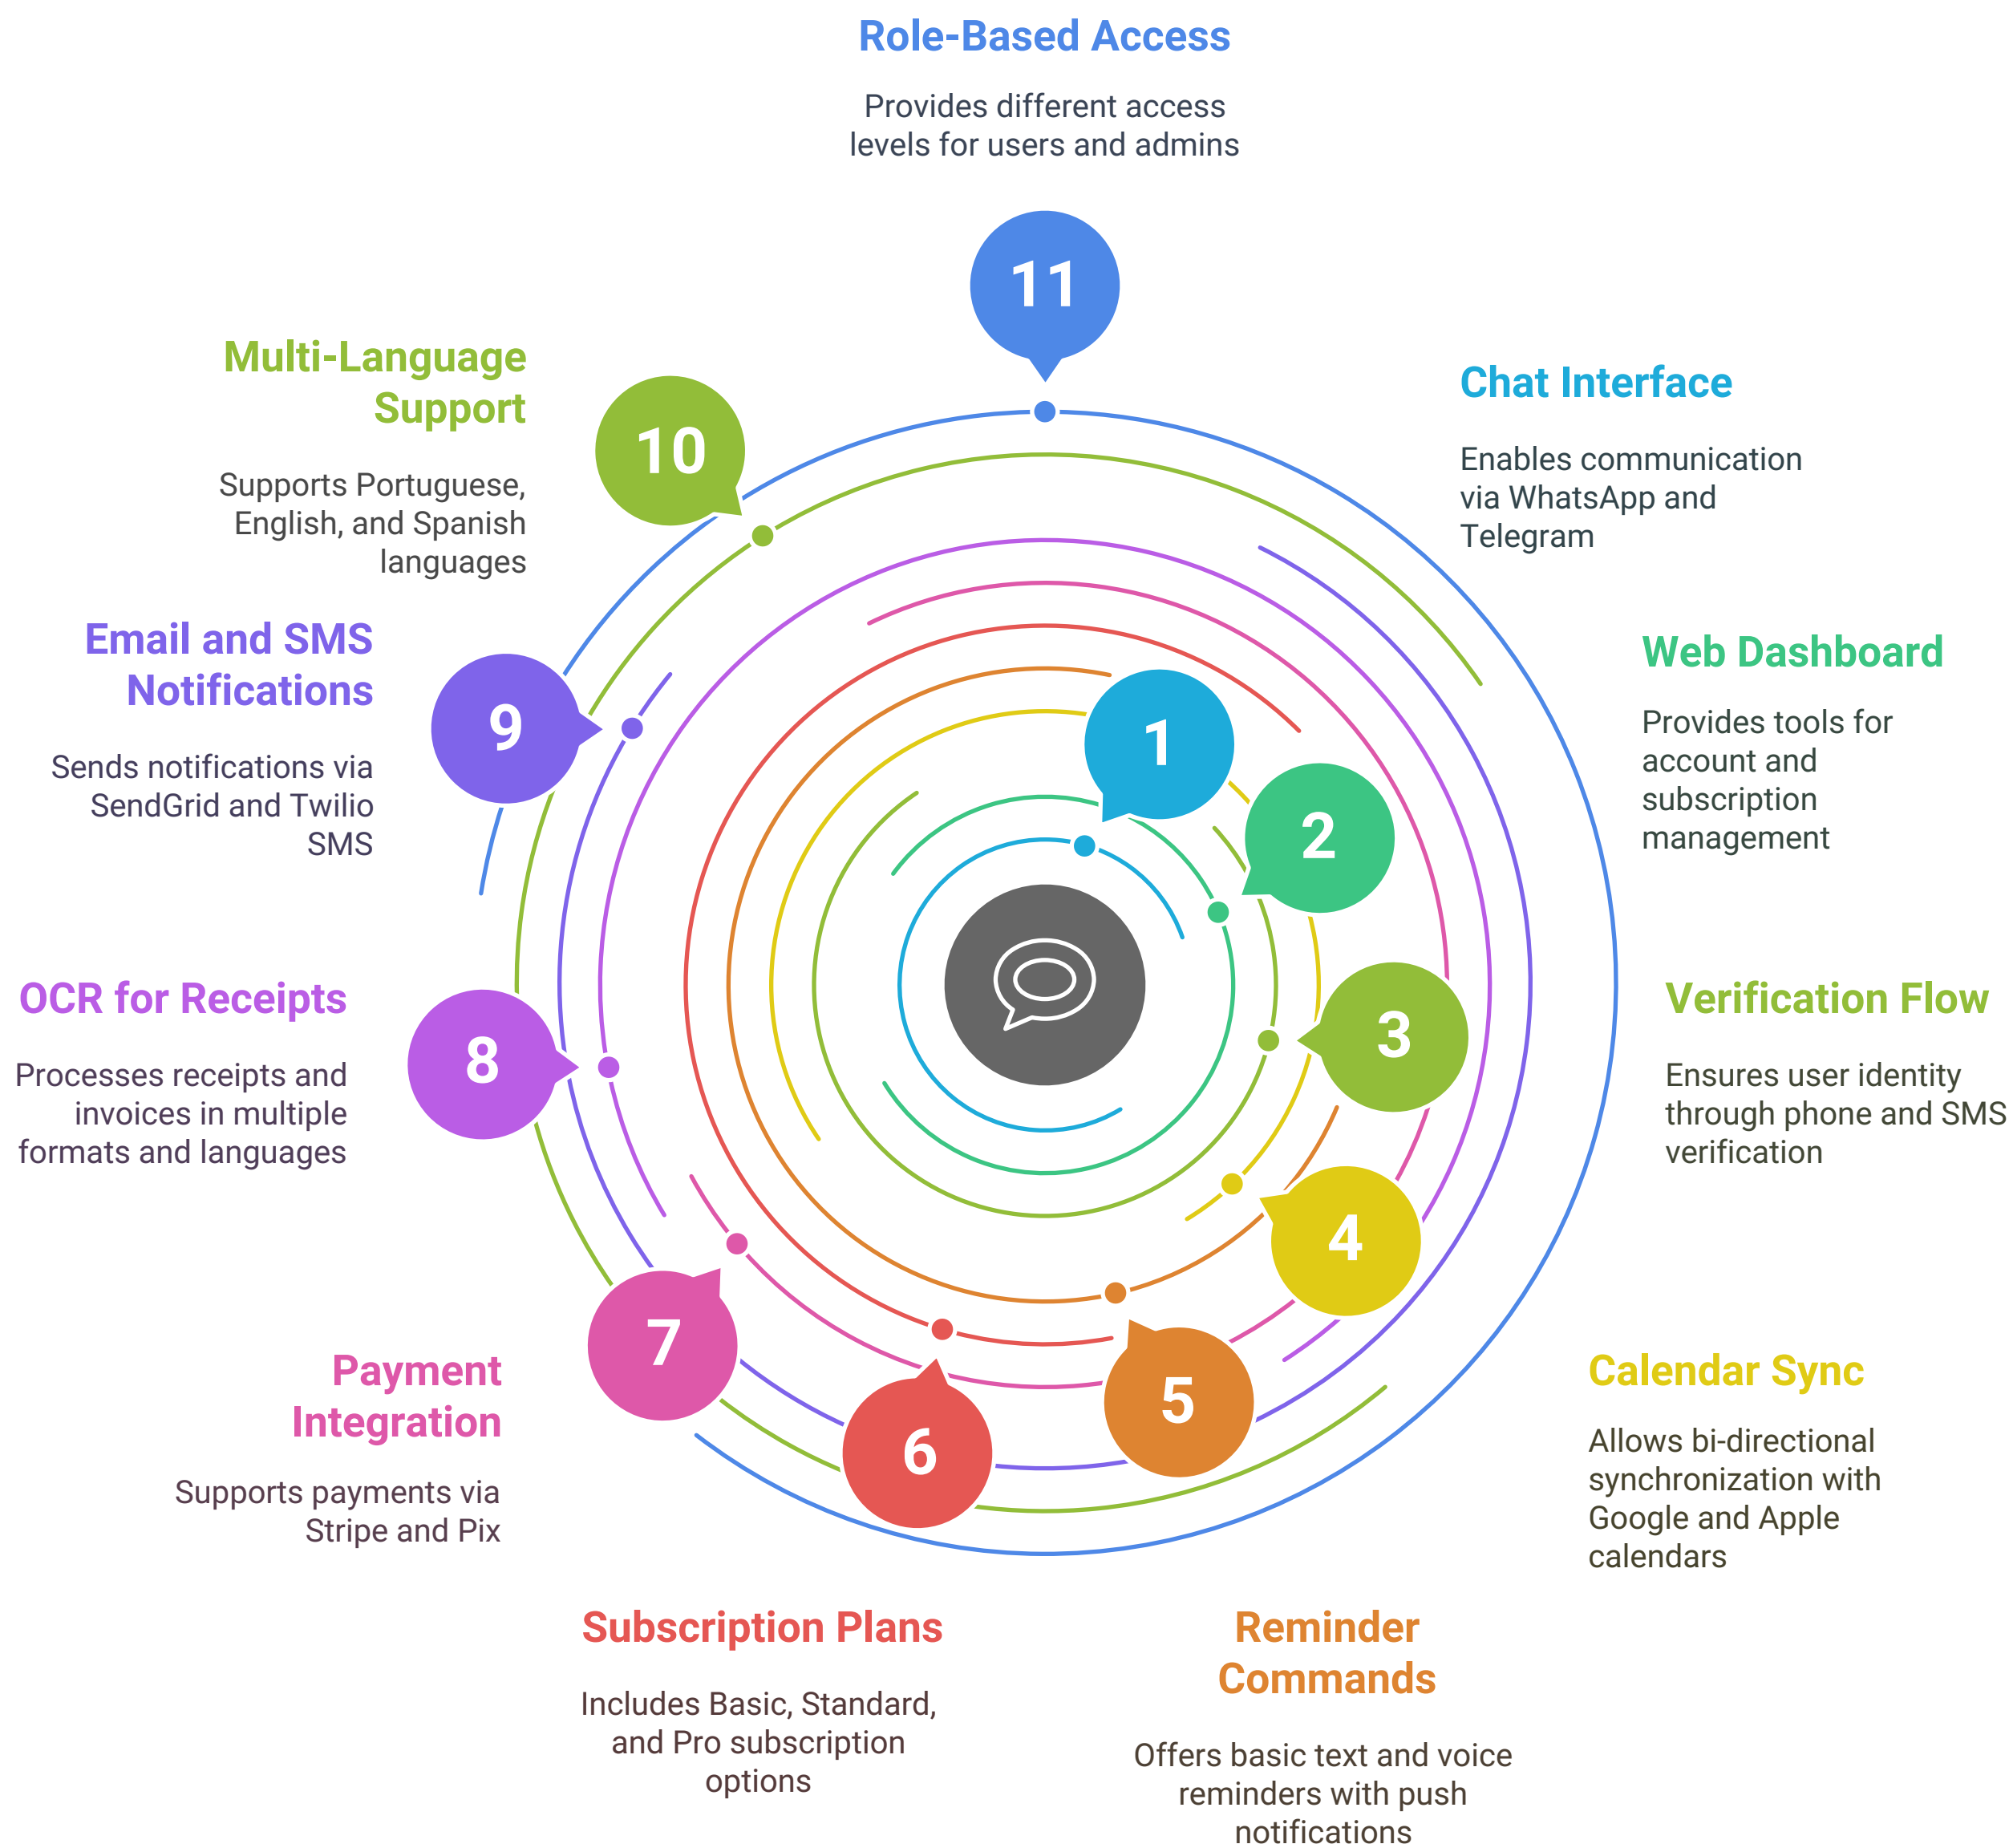 Role-Based Access
Provides different access
levels for users and admins
11
Multi-Language
Support
Supports Portuguese,
English, and Spanish
languages
10
Chat Interface
Enables communication
via WhatsApp and
Telegram
1
Email and SMS
Notifications
Sends notifications via
SendGrid and Twilio
SMS
9
Web Dashboard
Provides tools for
account and
subscription
management
2
OCR for Receipts
Processes receipts and
invoices in multiple
formats and languages
8
Verification Flow
Ensures user identity
through phone and SMS
verification
3
Payment
Integration
Supports payments via
Stripe and Pix
7
Calendar Sync
Allows bi-directional
synchronization with
Google and Apple
calendars
4
Subscription Plans
Includes Basic, Standard,
and Pro subscription
options
6
Reminder
Commands
Offers basic text and voice
reminders with push
notifications
5